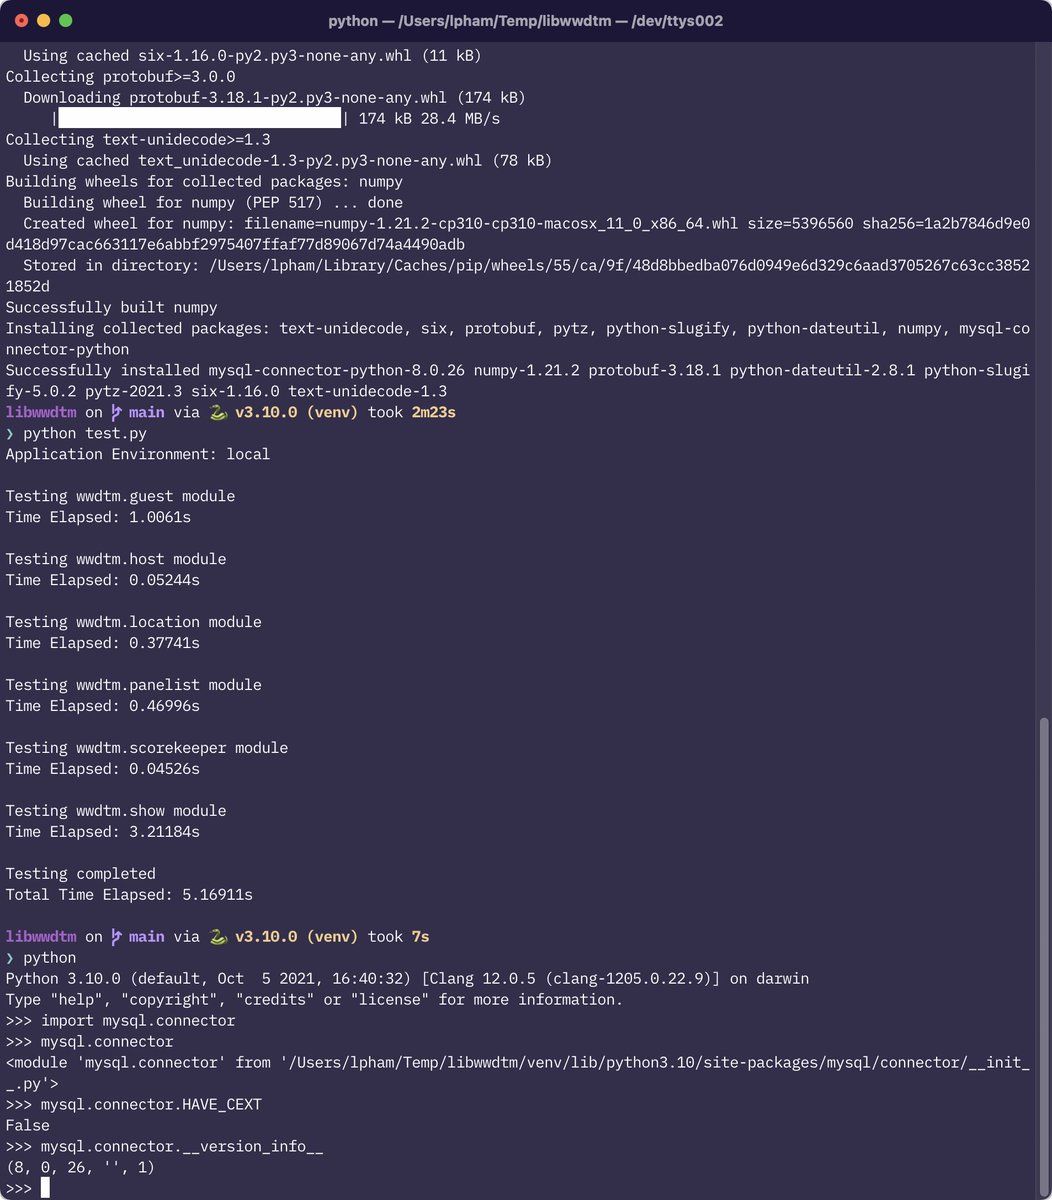 python — /Users/lpham/Temp/libwwdtm — /dev/ttys002
Using cached six-1.16.0-py2.py3-none-any.whl (11 kB)
Collecting protobuf>=3.0.0
Downloading protobuf-3.18.1-py2.py3-none-any.whl (174 kB)
|████████████████████████████████| 174 kB 28.4 MB/s
Collecting text-unidecode>=1.3
Using cached text_unidecode-1.3-py2.py3-none-any.whl (78 kB)
Building wheels for collected packages: numpy
Building wheel for numpy (PEP 517) ... done
Created wheel for numpy: filename=numpy-1.21.2-cp310-cp310-macosx_11_0_x86_64.whl size=5396560 sha256=1a2b7846d9e0
d418d97cac663117e6abbf2975407ffaf77d89067d74a4490adb
Stored in directory: /Users/lpham/Library/Caches/pip/wheels/55/ca/9f/48d8bbedba076d0949e6d329c6aad3705267c63cc3852
1852d
Successfully built numpy
Installing collected packages: text-unidecode, six, protobuf, pytz, python-slugify, python-dateutil, numpy, mysql-co
nnector-python
Successfully installed mysql-connector-python-8.0.26 numpy-1.21.2 protobuf-3.18.1 python-dateutil-2.8.1 python-slugi
fy-5.0.2 pytz-2021.3 six-1.16.0 text-unidecode-1.3
libwwdtm on main via 🐍 v3.10.0 (venv) took 2m23s
❯ python test.py
Application Environment: local
Testing wwdtm.guest module
Time Elapsed: 1.0061s
Testing wwdtm.host module
Time Elapsed: 0.05244s
Testing wwdtm.location module
Time Elapsed: 0.37741s
Testing wwdtm.panelist module
Time Elapsed: 0.46996s
Testing wwdtm.scorekeeper module
Time Elapsed: 0.04526s
Testing wwdtm.show module
Time Elapsed: 3.21184s
Testing completed
Total Time Elapsed: 5.16911s
libwwdtm on main via 🐍 v3.10.0 (venv) took 7s
❯ python
Python 3.10.0 (default, Oct  5 2021, 16:40:32) [Clang 12.0.5 (clang-1205.0.22.9)] on darwin
Type "help", "copyright", "credits" or "license" for more information.
>>> import mysql.connector
>>> mysql.connector
<module 'mysql.connector' from '/Users/lpham/Temp/libwwdtm/venv/lib/python3.10/site-packages/mysql/connector/__init_
_.py'>
>>> mysql.connector.HAVE_CEXT
False
>>> mysql.connector.__version_info__
(8, 0, 26, '', 1)
>>>